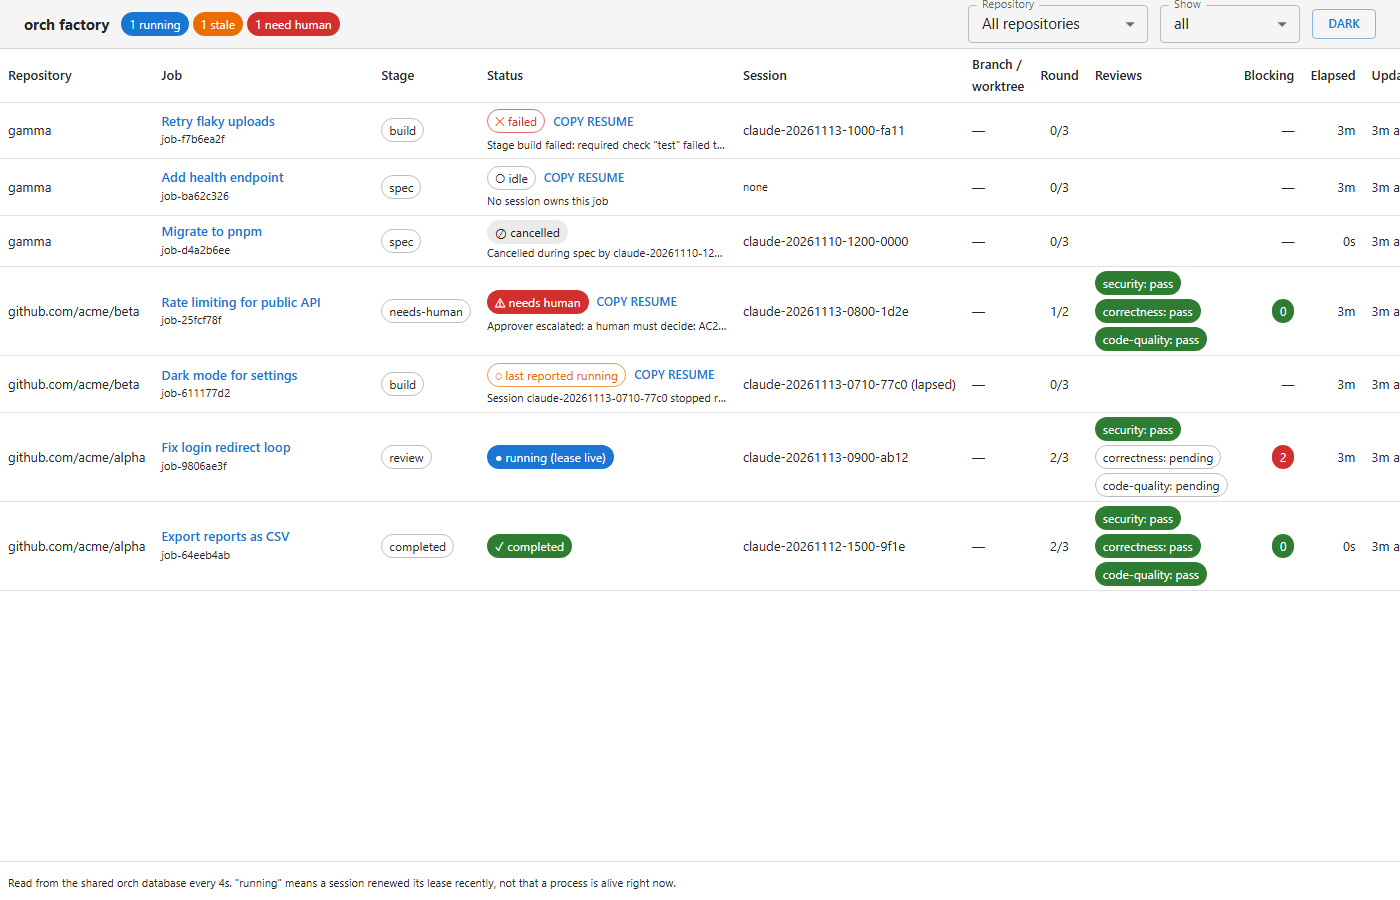 orch factory
1 running
1 stale
1 need human
Repository
All repositories
Show
all
DARK
Repository
Job
Stage
Status
Session
Branch /
worktree
Round
Reviews
Blocking
Elapsed
Upda
gamma
Retry flaky uploads
job-f7b6ea2f
build
failed
COPY RESUME
Stage build failed: required check "test" failed t...
claude-20261113-1000-fa11
—
0/3
—
3m
3m a
gamma
Add health endpoint
job-ba62c326
spec
idle
COPY RESUME
No session owns this job
none
—
0/3
—
3m
3m a
gamma
Migrate to pnpm
job-d4a2b6ee
spec
cancelled
Cancelled during spec by claude-20261110-12...
claude-20261110-1200-0000
—
0/3
—
0s
3m a
github.com/acme/beta
Rate limiting for public API
job-25fcf78f
needs-human
needs human
COPY RESUME
Approver escalated: a human must decide: AC2...
claude-20261113-0800-1d2e
—
1/2
security: pass
correctness: pass
code-quality: pass
0
3m
3m a
github.com/acme/beta
Dark mode for settings
job-611177d2
build
last reported running
COPY RESUME
Session claude-20261113-0710-77c0 stopped r...
claude-20261113-0710-77c0 (lapsed)
—
0/3
—
3m
3m a
github.com/acme/alpha
Fix login redirect loop
job-9806ae3f
review
running (lease live)
claude-20261113-0900-ab12
—
2/3
security: pass
correctness: pending
code-quality: pending
2
3m
3m a
github.com/acme/alpha
Export reports as CSV
job-64eeb4ab
completed
✓ completed
claude-20261112-1500-9f1e
—
2/3
security: pass
correctness: pass
code-quality: pass
0
0s
3m a
Read from the shared orch database every 4s. "running" means a session renewed its lease recently, not that a process is alive right now.